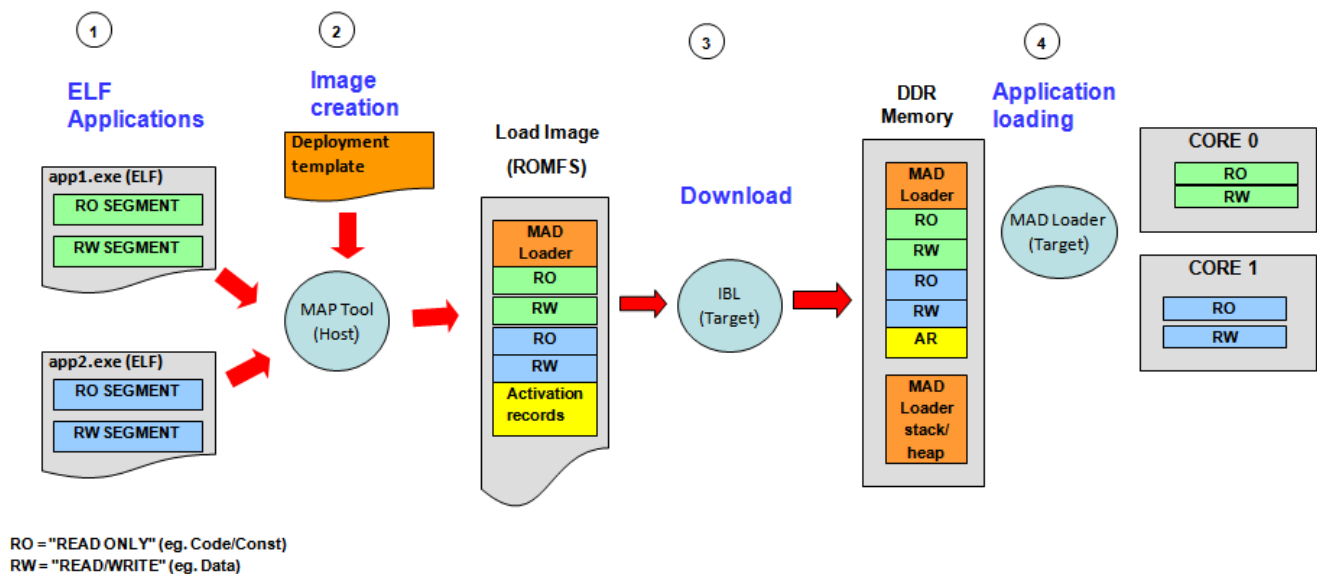 1
ELF
Applications
app1.exe (ELF)
RO SEGMENT
RW SEGMENT
app2.exe (ELF)
RO SEGMENT
RW SEGMENT
2
Image
creation
Deployment
template
MAP Tool
(Host)
Load Image
(ROMFS)
MAD
Loader
RO
RW
RO
RW
Activation
records
3
Download
IBL
(Target)
DDR
Memory
MAD
Loader
RO
RW
RO
RW
AR
MAD
Loader
stack/
heap
4
Application
loading
MAD Loader
(Target)
CORE 0
RO
RW
CORE 1
RO
RW
RO = "READ ONLY" (eg. Code/Const)
RW = "READ/WRITE" (eg. Data)